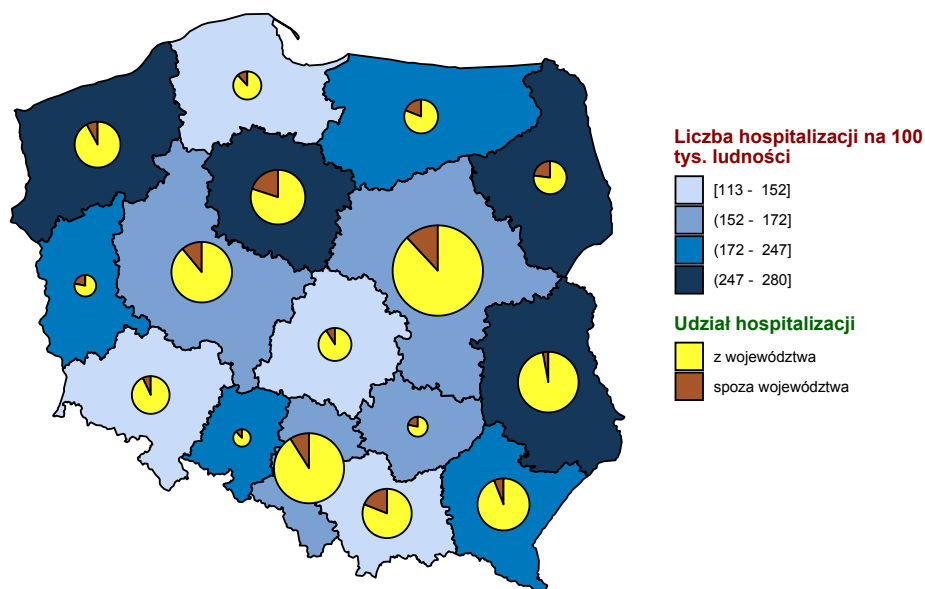 Liczba hospitalizacji na 100
tys. ludności
[113 - 152]
(152 - 172]
(172 - 247]
(247 - 280]
Udział hospitalizacji
z województwa
spoza województwa